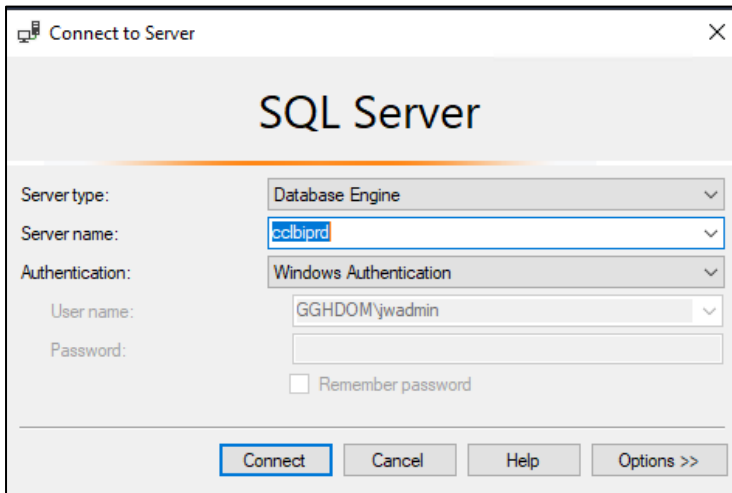 Connect to Server
SQL Server
Server type: Database Engine
Server name: cclbiprd
Authentication: Windows Authentication
User name: GGHDOM\jwadmin
Password:
Remember password
Connect Cancel Help Options >>